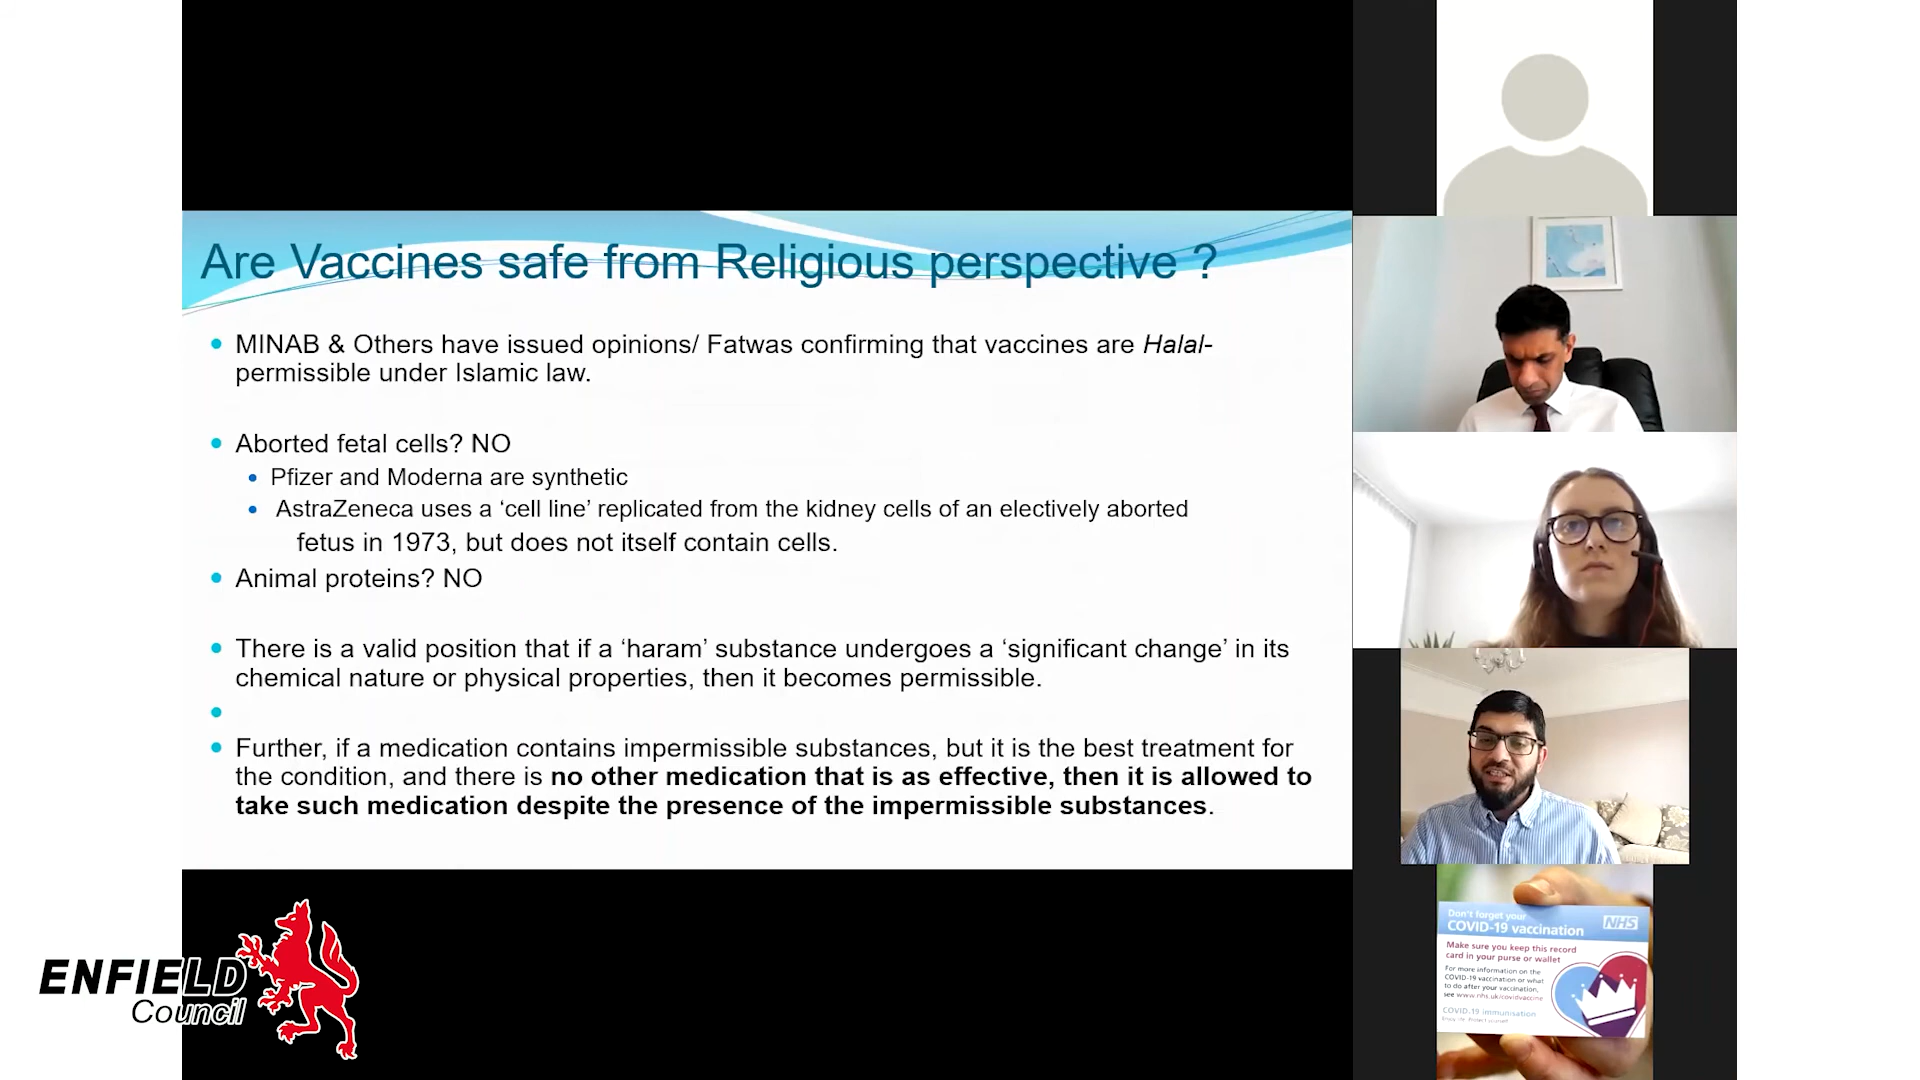 Are Vaccines safe from Religious perspective ?
MINAB & Others have issued opinions/ Fatwas confirming that vaccines are Halal-
permissible under Islamic law.
Aborted fetal cells? NO
Pfizer and Moderna are synthetic
AstraZeneca uses a ‘cell line’ replicated from the kidney cells of an electively aborted
fetus in 1973, but does not itself contain cells.
Animal proteins? NO
There is a valid position that if a ‘haram’ substance undergoes a ‘significant change’ in its
chemical nature or physical properties, then it becomes permissible.
Further, if a medication contains impermissible substances, but it is the best treatment for
the condition, and there is no other medication that is as effective, then it is allowed to
take such medication despite the presence of the impermissible substances.
ENFIELD
Council
Don't forget your
COVID-19 vaccination
NHS
Make sure you keep this record
card in your purse or wallet
For more information on the
COVID-19 vaccination or what
to do after your vaccination,
see www.nhs.uk/covidvaccine
COVID-19 immunisation
Enjoy life. Protect yourself.